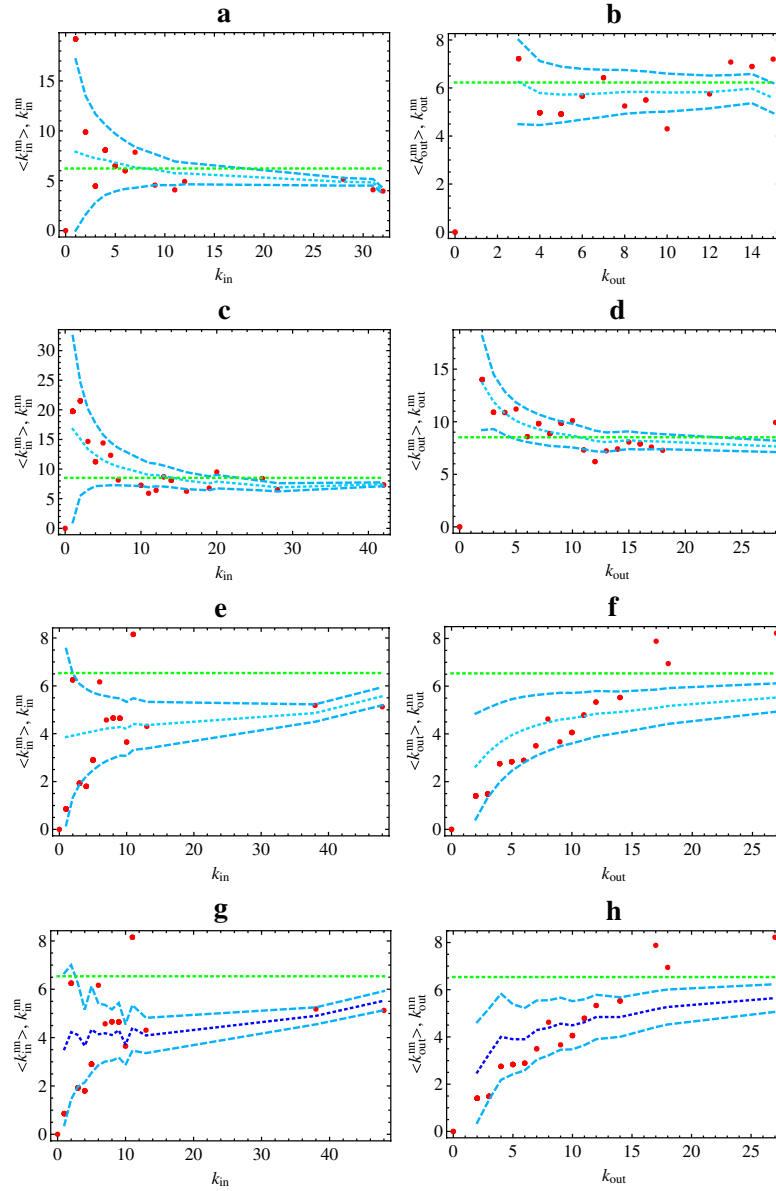 a
<k_in^nn>, k_in^nn
0 5 10 15
0 5 10 15 20 25 30
k_in
b
<k_out^nn>, k_out^nn
0 2 4 6 8
0 2 4 6 8 10 12 14
k_out
c
<k_in^nn>, k_in^nn
0 5 10 15 20 25 30
0 10 20 30 40
k_in
d
<k_out^nn>, k_out^nn
0 5 10 15
0 5 10 15 20 25
k_out
e
<k_in^nn>, k_in^nn
0 2 4 6 8
0 10 20 30 40
k_in
f
<k_out^nn>, k_out^nn
0 2 4 6 8
0 5 10 15 20 25
k_out
g
<k_in^nn>, k_in^nn
0 2 4 6 8
0 10 20 30 40
k_in
h
<k_out^nn>, k_out^nn
0 2 4 6 8
0 5 10 15 20 25
k_out